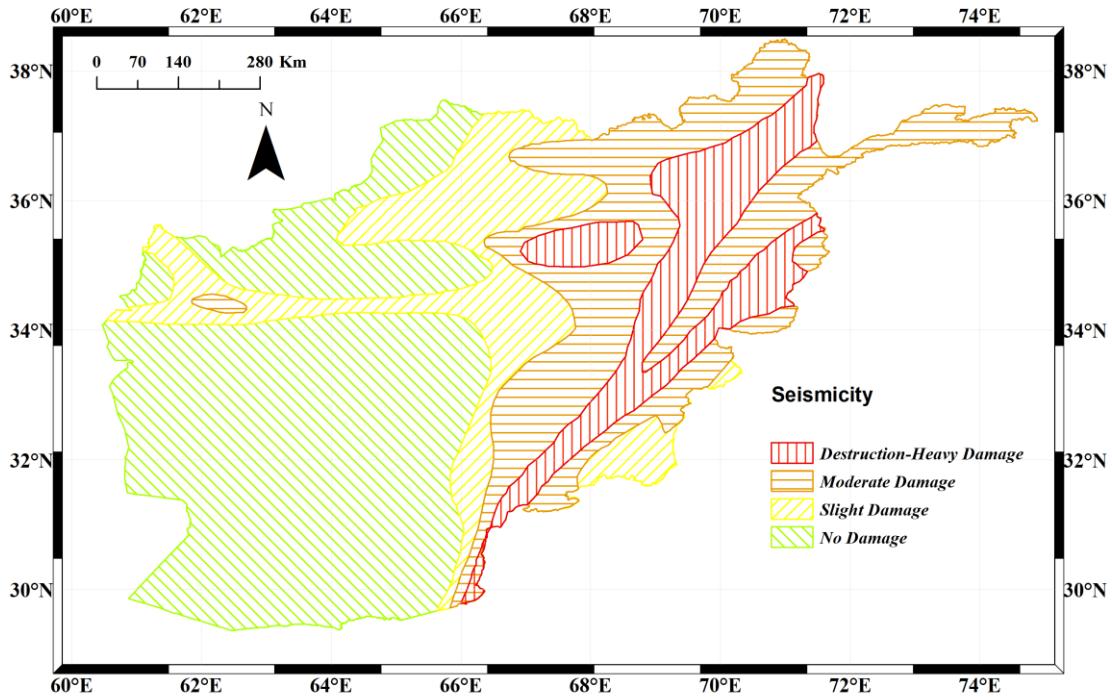 60°E 62°E 64°E 66°E 68°E 70°E 72°E 74°E
38°N 38°N
0 70 140 280 Km
N
36°N 36°N
34°N 34°N
Seismicity
Destruction-Heavy Damage
32°N 32°N
Moderate Damage
Slight Damage
No Damage
30°N 30°N
60°E 62°E 64°E 66°E 68°E 70°E 72°E 74°E